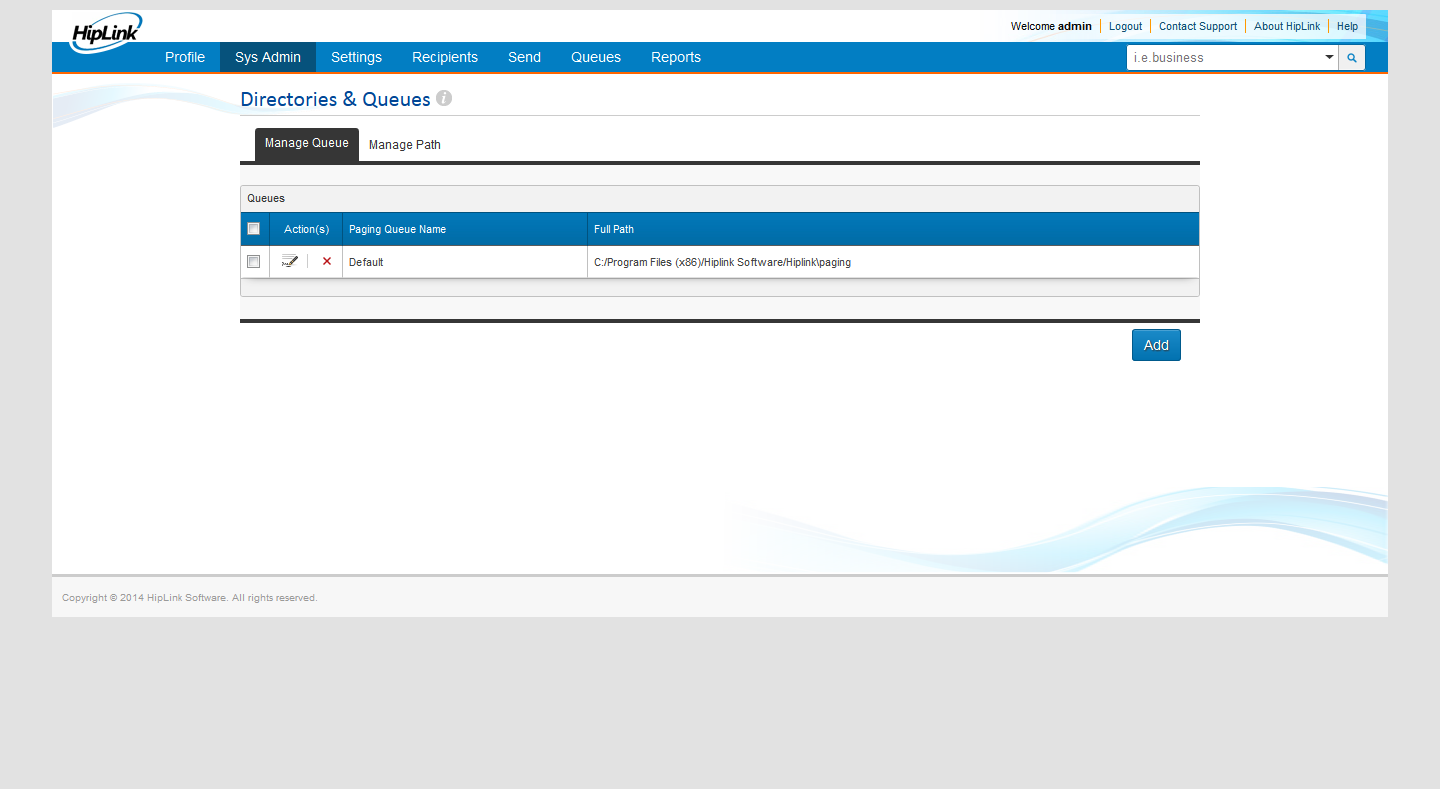 HipLink
Welcome admin Logout Contact Support About HipLink Help
Profile Sys Admin Settings Recipients Send Queues Reports i.e.business
Directories & Queues i
Manage Queue Manage Path
Queues
Action(s) Paging Queue Name Full Path
Default C:/Program Files (x86)/Hiplink Software/Hiplink\paging
Add
Copyright © 2014 HipLink Software. All rights reserved.